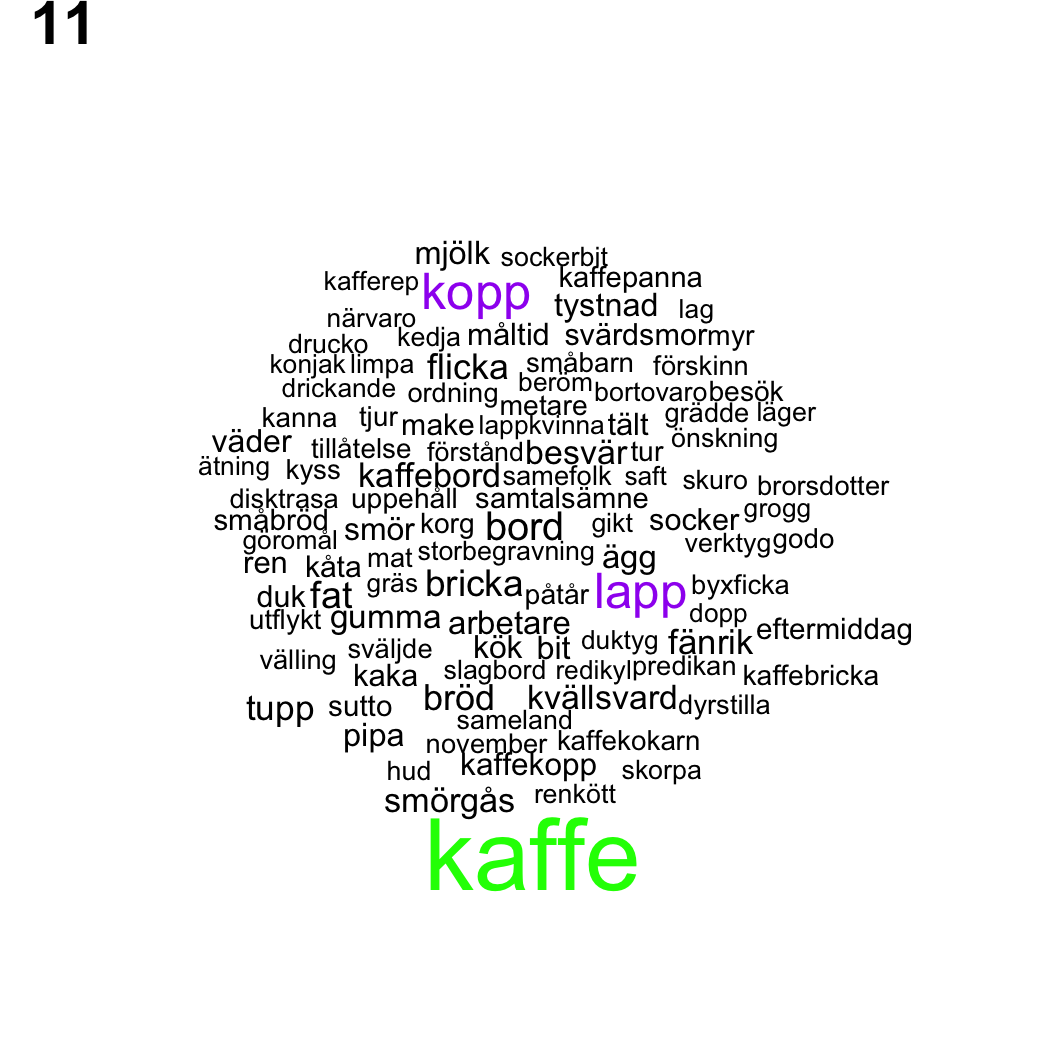 11
mjölk sockerbit
kafferep kopp kaffepanna
närvaro tystnad lag
drucko kedja måltid svärdsmor myr
konjak limpa flicka småbarn förskinn
drickande ordning beröm bortovaro besök
kanna tjur make metare lappkvinna tält grädde läger
väder tillåtelse förstånd besvär tur önskning
ätning kyss kaffebord samefolk saft skuro brorsdotter
disktrasa uppehåll samtalsämne grogg
småbröd smör korg bord gikt socker
göromål mat storbegravning ägg verktyg godo
ren kåta gräs bricka påtår lapp byxficka
duk fat dopp
utflykt gumma arbetare duktyg fänrik eftermiddag
välling sväljde kök bit
kaka slagbord redikyl predikan kaffebricka
tupp sutto bröd kvällsvard dyrstilla
pipa sameland
november kaffekokarn
hud kaffekopp skorpa
smörgås renkött
kaffe